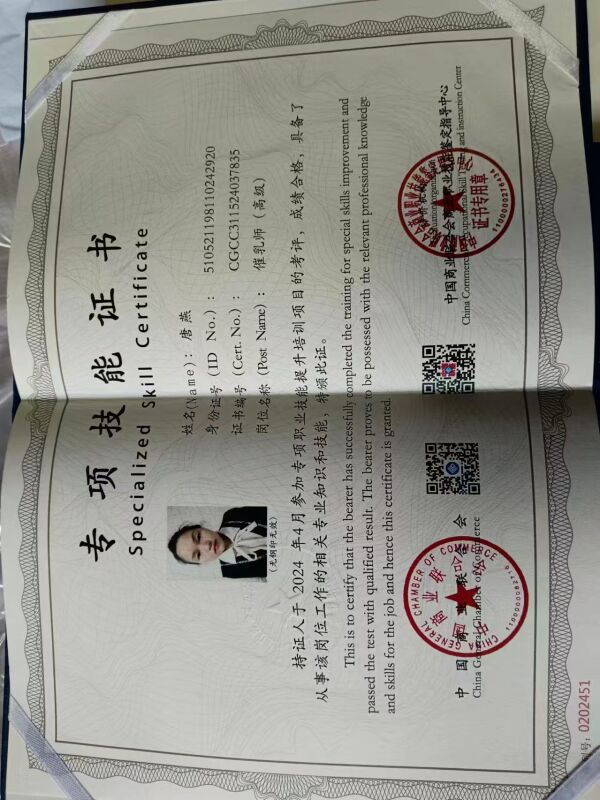 专项技能证书
Specialized Skill Certificate
姓名(Name)：唐燕
身份证号（ID No.）：510521198110242920
证书编号（Cert. No.）：CGCC311524037835
岗位名称（Post Name）：催乳师（高级）
（无钢印无效）
持证人于 2024 年4月参加专项职业技能提升培训项目的考评，成绩合格，具备了
从事该岗位工作的相关专业知识和技能，特颁此证。
This is to certify that the bearer has successfully completed the training for special skills improvement and
passed the test with qualified result. The bearer proves to be possessed with the relevant professional knowledge
and skills for the job and hence this certificate is granted.
中国商业联合会
China General Chamber of Commerce
CHINA GENERAL CHAMBER OF COMMERCE
中国商业联合会
1100000082716
中国商业联合会商业职业技能鉴定指导中心
China Commerce Occupational Skill Testing and instruction Center
证书专用章
1100000276434
号：0202451